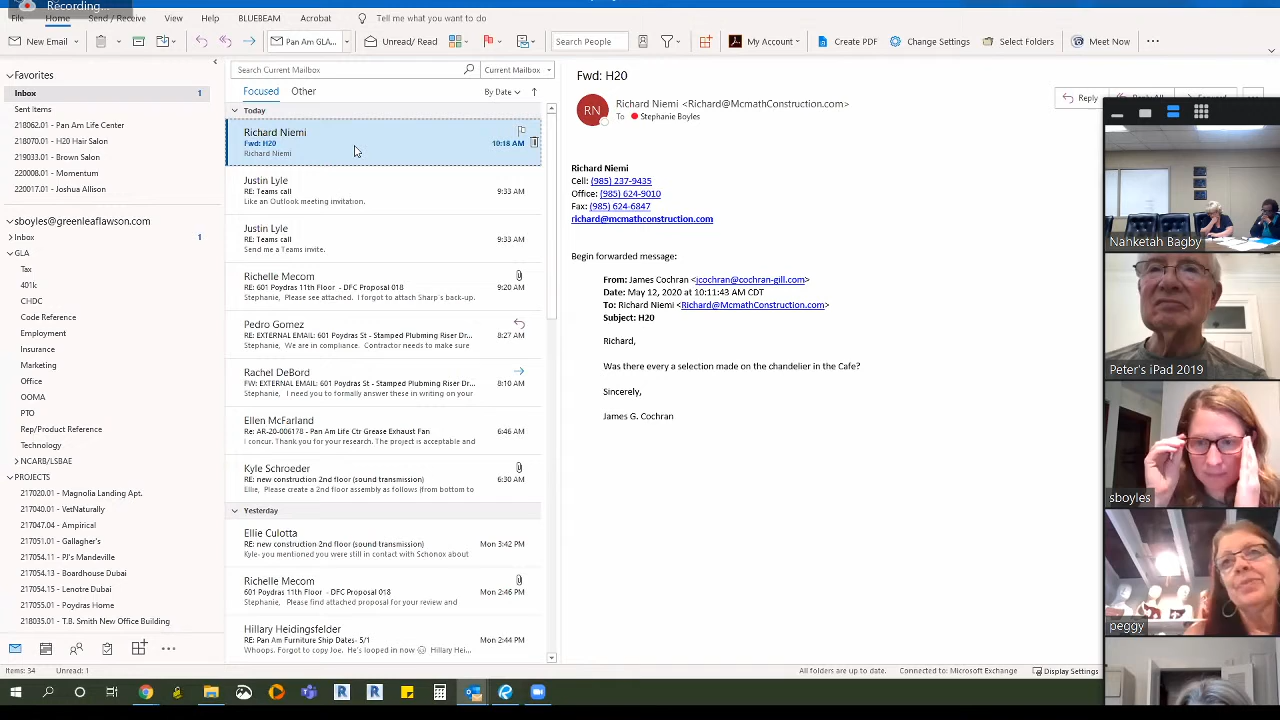 Recording...
File
Home
Send / Receive
View
Help
BLUEBEAM
Acrobat
Tell me what you want to do
New Email
Pan Am GLA...
Unread/ Read
Search People
My Account
Create PDF
Change Settings
Select Folders
Meet Now
Favorites
Inbox 1
Sent Items
218062.01 - Pan Am Life Center
218070.01 - H20 Hair Salon
219033.01 - Brown Salon
220008.01 - Momentum
220017.01 - Joshua Allison
sboyles@greenleaflawson.com
Inbox 1
GLA
Tax
401k
CHDC
Code Reference
Employment
Insurance
Marketing
Office
OOMA
PTO
Rep/Product Reference
Technology
NCARB/LSBAE
PROJECTS
217020.01 - Magnolia Landing Apt.
217040.01 - VetNaturally
217047.04 - Ampirical
217051.01 - Gallagher's
217054.11 - PJ's Mandeville
217054.13 - Boardhouse Dubai
217054.15 - Lenotre Dubai
217055.01 - Poydras Home
218035.01 - T.B. Smith New Office Building
Items: 34 Unread: 1
Search Current Mailbox
Current Mailbox
Focused Other
By Date
Today
Richard Niemi
Fwd: H20 10:18 AM
Richard Niemi
Justin Lyle
RE: Teams call 9:33 AM
Like an Outlook meeting invitation.
Justin Lyle
RE: Teams call 9:33 AM
Send me a Teams invite.
Richelle Mecom
RE: 601 Poydras 11th Floor - DFC Proposal 018 9:20 AM
Stephanie, Please see attached. I forgot to attach Sharp's back-up.
Pedro Gomez
RE: EXTERNAL EMAIL: 601 Poydras St - Stamped Plubming Riser Dr... 8:27 AM
Stephanie, We are in compliance. Contractor needs to make sure
Rachel DeBord
FW: EXTERNAL EMAIL: 601 Poydras St - Stamped Plubming Riser Dr... 8:10 AM
Stephanie, I need you to formally answer these in writing on your
Ellen McFarland
Re: AR-20-006178 - Pan Am Life Ctr Grease Exhaust Fan 6:46 AM
I concur. Thank you for your research. The project is acceptable and
Kyle Schroeder
RE: new construction 2nd floor (sound transmission) 6:30 AM
Ellie, Please create a 2nd floor assembly as follows (from bottom to
Yesterday
Ellie Culotta
RE: new construction 2nd floor (sound transmission) Mon 3:42 PM
Kyle- you mentioned you were still in contact with Schonox about
Richelle Mecom
601 Poydras 11th Floor - DFC Proposal 018 Mon 2:46 PM
Stephanie, Please find attached proposal for your review and
Hillary Heidingsfelder
RE: Pan Am Furniture Ship Dates- 5/1 Mon 2:44 PM
Whoops. Forgot to copy Joe. He's looped in now Hillary Hei...
Fwd: H20
RN
Richard Niemi <Richard@McmathConstruction.com>
To Stephanie Boyles
Reply
Richard Niemi
Cell: (985) 237-9435
Office: (985) 624-9010
Fax: (985) 624-6847
richard@mcmathconstruction.com
Begin forwarded message:
From: James Cochran <jcochran@cochran-gill.com>
Date: May 12, 2020 at 10:11:43 AM CDT
To: Richard Niemi <Richard@McmathConstruction.com>
Subject: H20
Richard,
Was there every a selection made on the chandelier in the Cafe?
Sincerely,
James G. Cochran
All folders are up to date.
Connected to: Microsoft Exchange
Display Settings
Nahketah Bagby
Peter's iPad 2019
sboyles
peggy